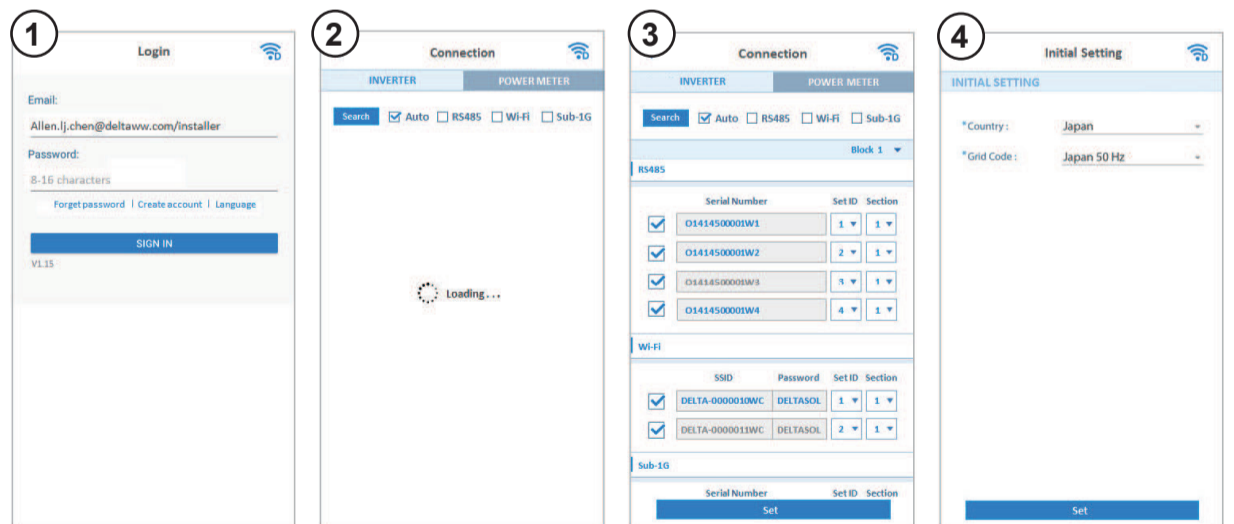 1
Login
D
Email:
Allen.lj.chen@deltaww.com/installer
Password:
8-16 characters
Forget password | Create account | Language
SIGN IN
V1.15
2
Connection
D
INVERTER POWER METER
Search Auto RS485 Wi-Fi Sub-1G
Loading...
3
Connection
D
INVERTER POWER METER
Search Auto RS485 Wi-Fi Sub-1G
Block 1
RS485
Serial Number Set ID Section
O1414500001W1 1 1
O1414500001W2 2 1
O1414500001W3 3 1
O1414500001W4 4 1
Wi-Fi
SSID Password Set ID Section
DELTA-0000010WC DELTASOL 1 1
DELTA-0000011WC DELTASOL 2 1
Sub-1G
Serial Number Set ID Section
Set
4
Initial Setting
D
INITIAL SETTING
*Country: Japan
*Grid Code: Japan 50 Hz
Set